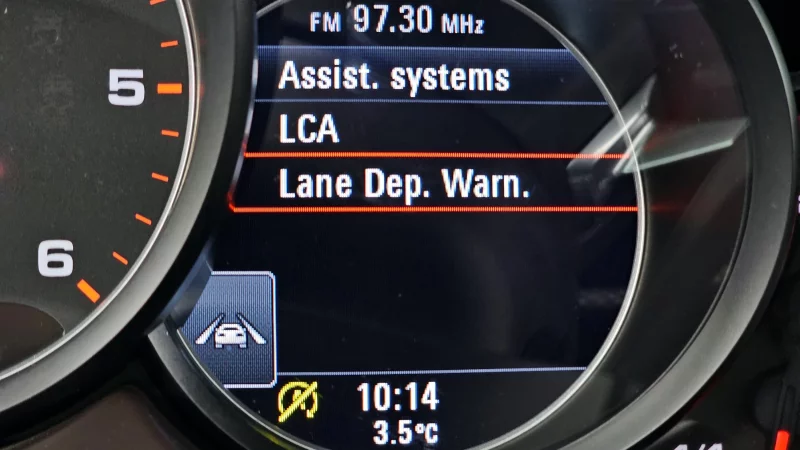 FM 97.30 MHz
5
Assist. systems
LCA
Lane Dep. Warn.
6
A
10:14
3.5°C